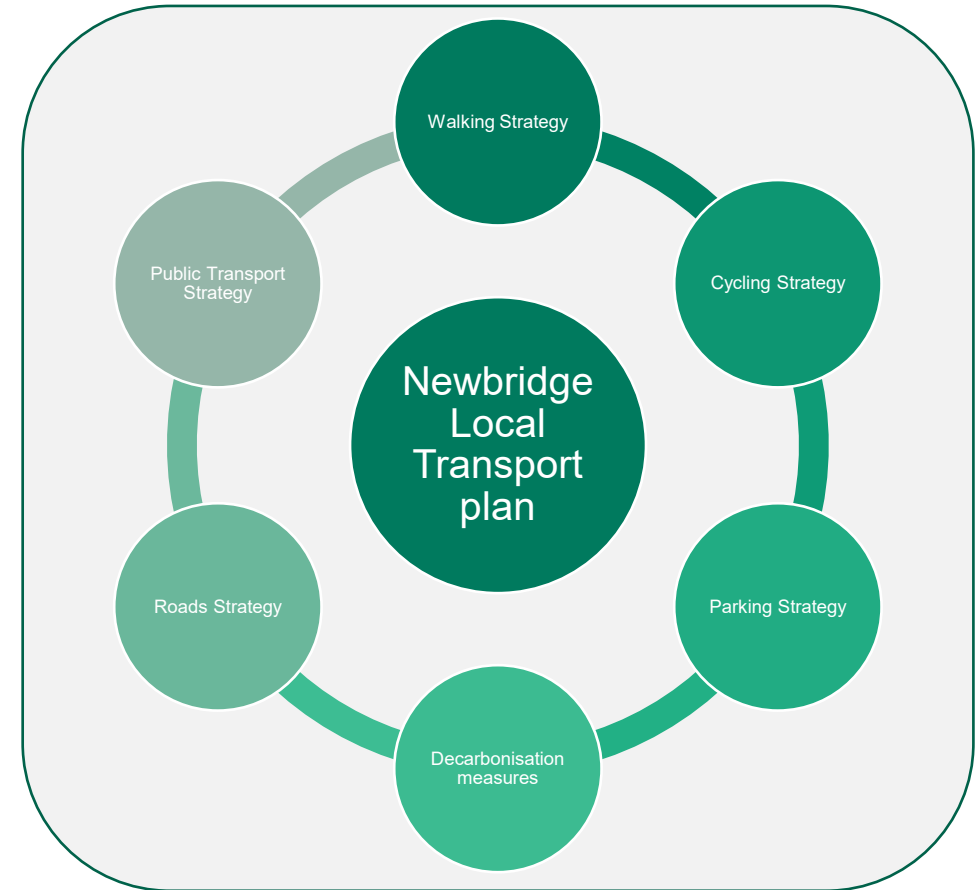 Walking Strategy
Public Transport
Strategy
Cycling Strategy
Newbridge
Local
Transport
plan
Roads Strategy
Parking Strategy
Decarbonisation
measures